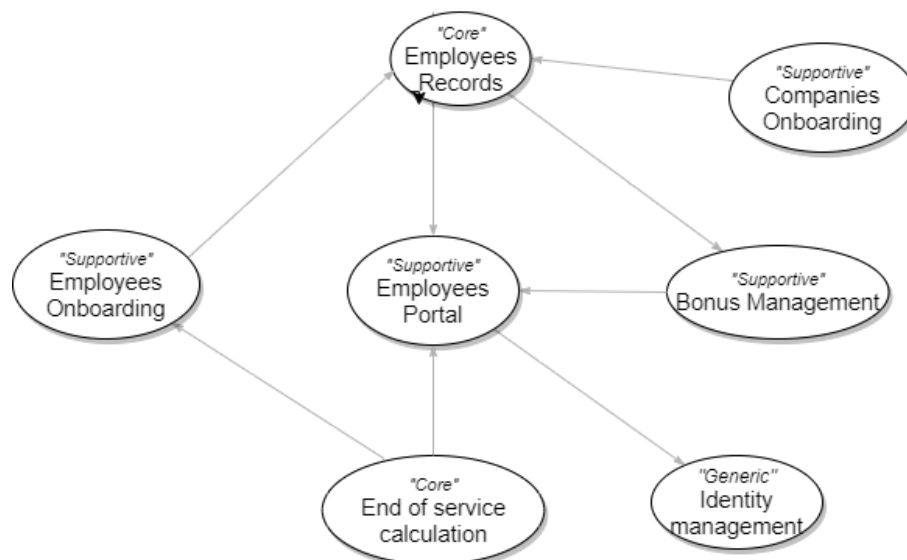 "Core"
Employees
Records
"Supportive"
Companies
Onboarding
"Supportive"
Employees
Onboarding
"Supportive"
Employees
Portal
"Supportive"
Bonus Management
"Core"
End of service
calculation
"Generic"
Identity
management